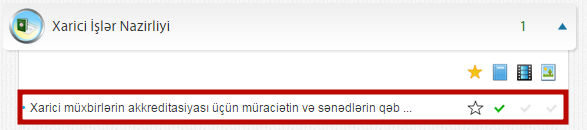 Xarici İşlər Nazirliyi 1
Xarici müxbirlərin akkreditasiyası üçün müraciətin və sənədlərin qəb ...